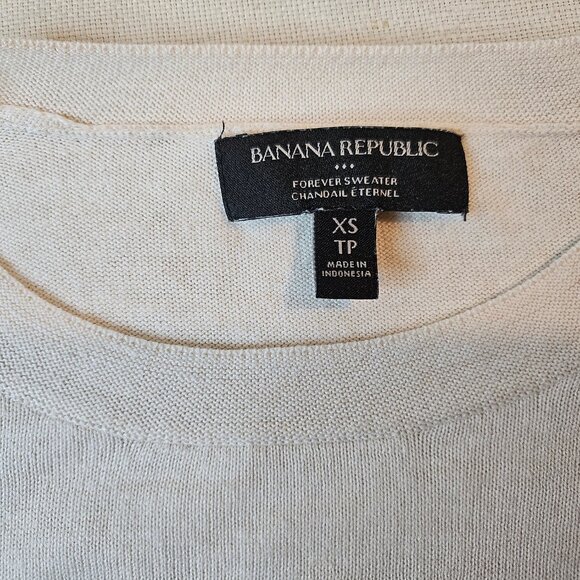 BANANA REPUBLIC
FOREVER SWEATER
CHANDAIL ÉTERNEL
XS
TP
MADE IN
INDONESIA